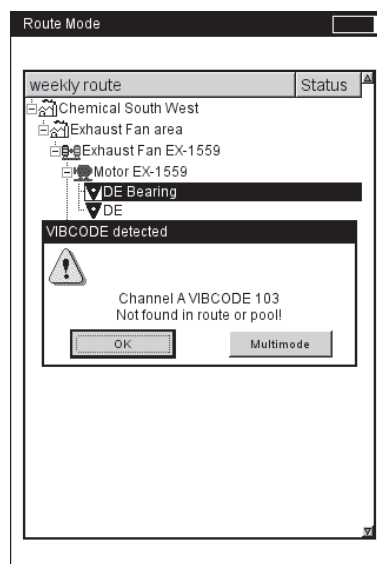 Route Mode
weekly route Status
Chemical South West
Exhaust Fan area
Exhaust Fan EX-1559
Motor EX-1559
DE Bearing
DE
VIBCODE detected
Channel A VIBCODE 103
Not found in route or pool!
OK Multimode